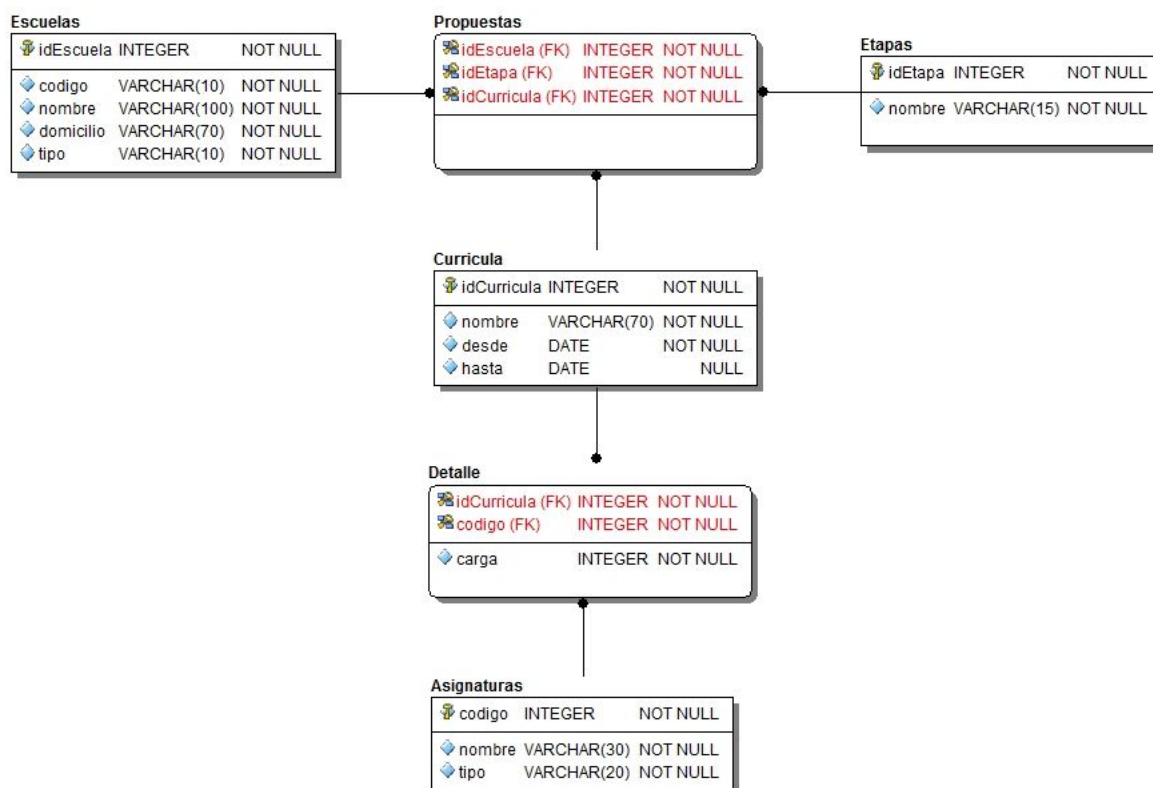 Escuelas
idEscuela INTEGER NOT NULL
codigo VARCHAR(10) NOT NULL
nombre VARCHAR(100) NOT NULL
domicilio VARCHAR(70) NOT NULL
tipo VARCHAR(10) NOT NULL
Propuestas
idEscuela (FK) INTEGER NOT NULL
idEtapa (FK) INTEGER NOT NULL
idCurricula (FK) INTEGER NOT NULL
Etapas
idEtapa INTEGER NOT NULL
nombre VARCHAR(15) NOT NULL
Curricula
idCurricula INTEGER NOT NULL
nombre VARCHAR(70) NOT NULL
desde DATE NOT NULL
hasta DATE NULL
Detalle
idCurricula (FK) INTEGER NOT NULL
codigo (FK) INTEGER NOT NULL
carga INTEGER NOT NULL
Asignaturas
codigo INTEGER NOT NULL
nombre VARCHAR(30) NOT NULL
tipo VARCHAR(20) NOT NULL